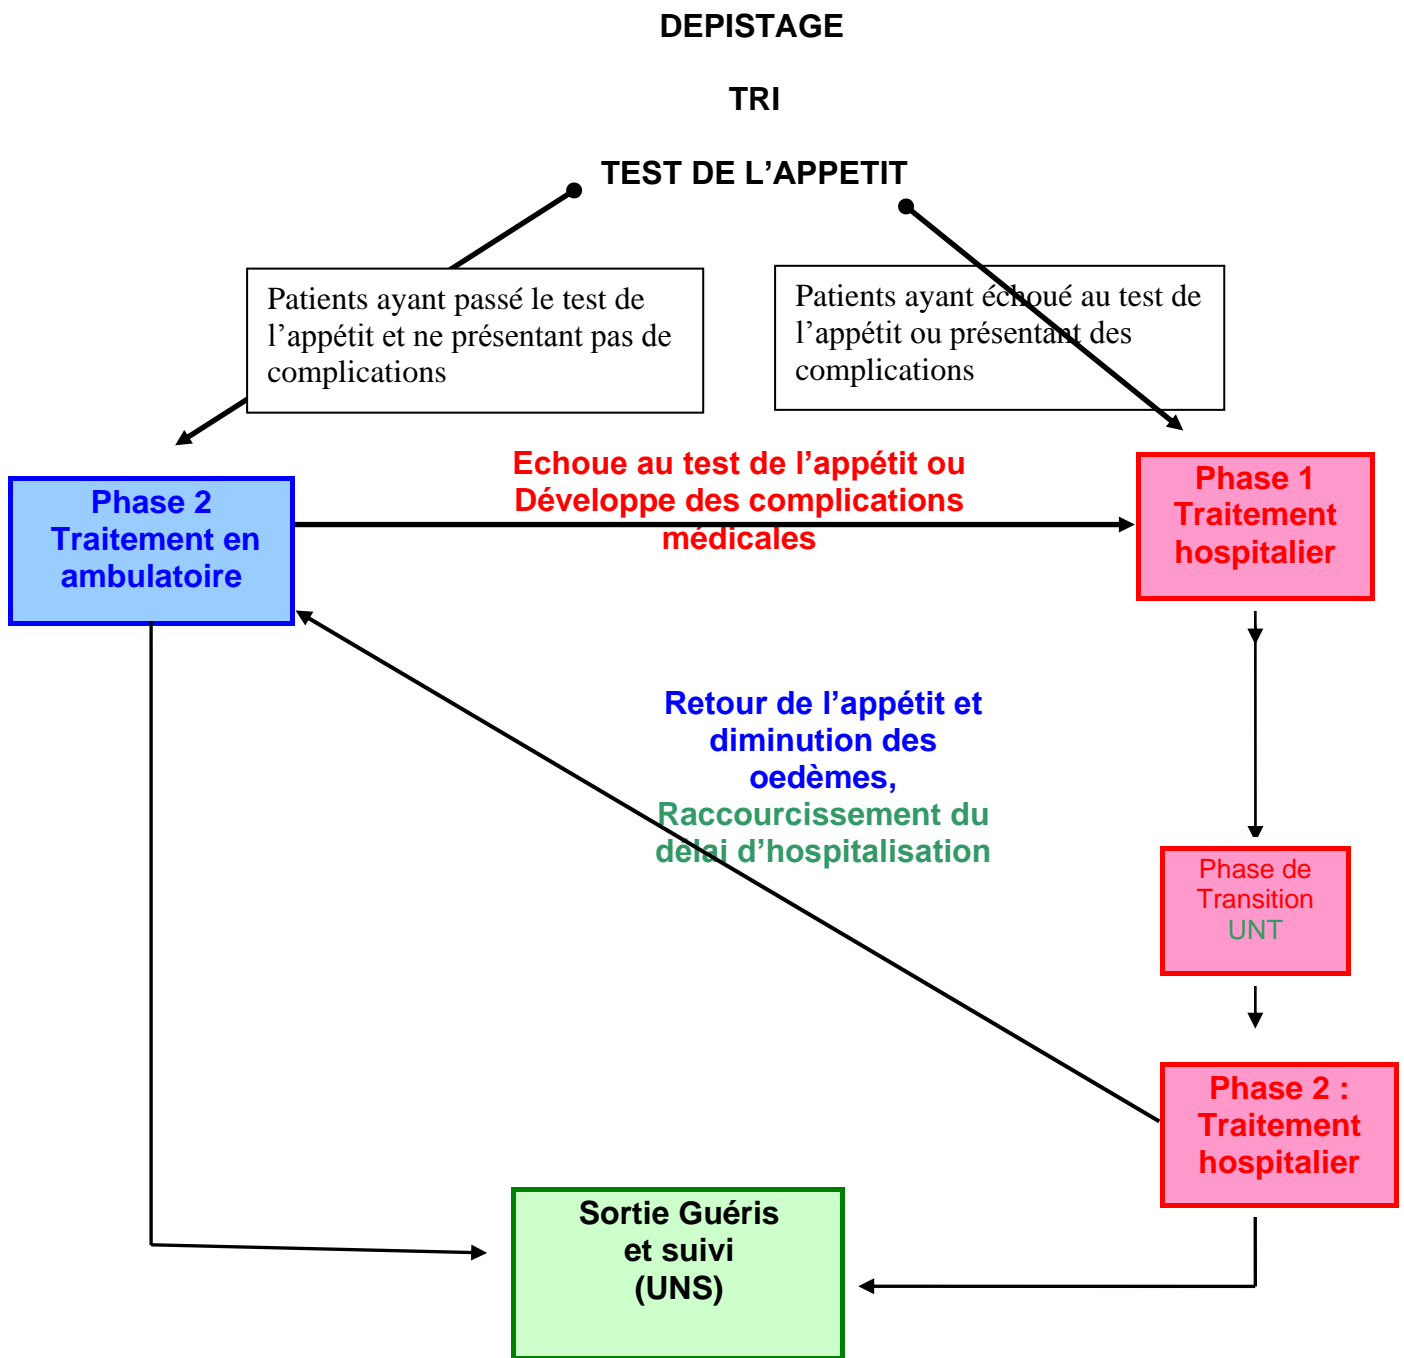 DEPISTAGE
TRI
TEST DE L’APPETIT
Patients ayant passé le test de
l’appétit et ne présentant pas de
complications
Patients ayant échoué au test de
l’appétit ou présentant des
complications
Echoue au test de l’appétit ou
Développe des complications
médicales
Phase 1
Traitement
hospitalier
Phase 2
Traitement en
ambulatoire
Retour de l’appétit et
diminution des
oedèmes,
Raccourcissement du
délai d’hospitalisation
Phase de
Transition
UNT
Phase 2 :
Traitement
hospitalier
Sortie Guéris
et suivi
(UNS)